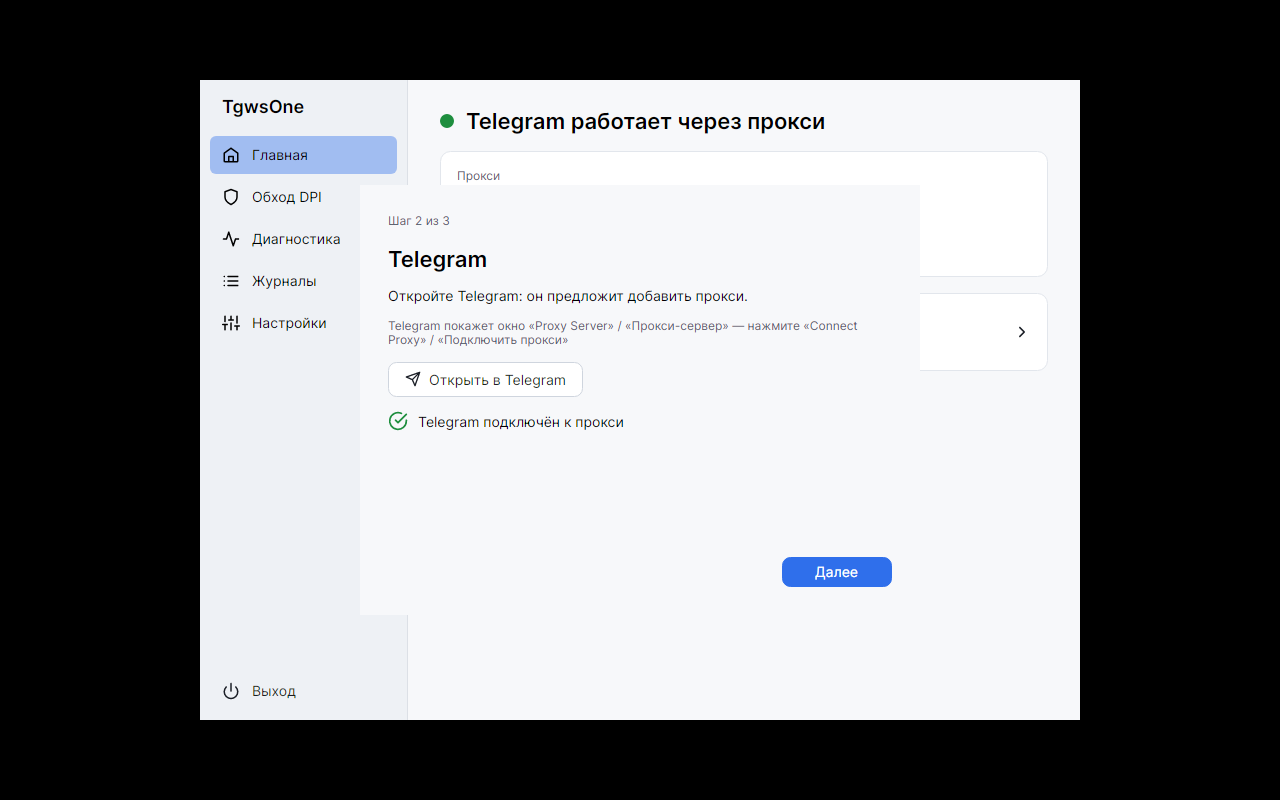 TgwsOne
Главная
Обход DPI
Диагностика
Журналы
Настройки
Выход
Telegram работает через прокси
Прокси
Шаг 2 из 3
Telegram
Откройте Telegram: он предложит добавить прокси.
Telegram покажет окно «Proxy Server» / «Прокси-сервер» — нажмите «Connect
Proxy» / «Подключить прокси»
Открыть в Telegram
Telegram подключён к прокси
Далее